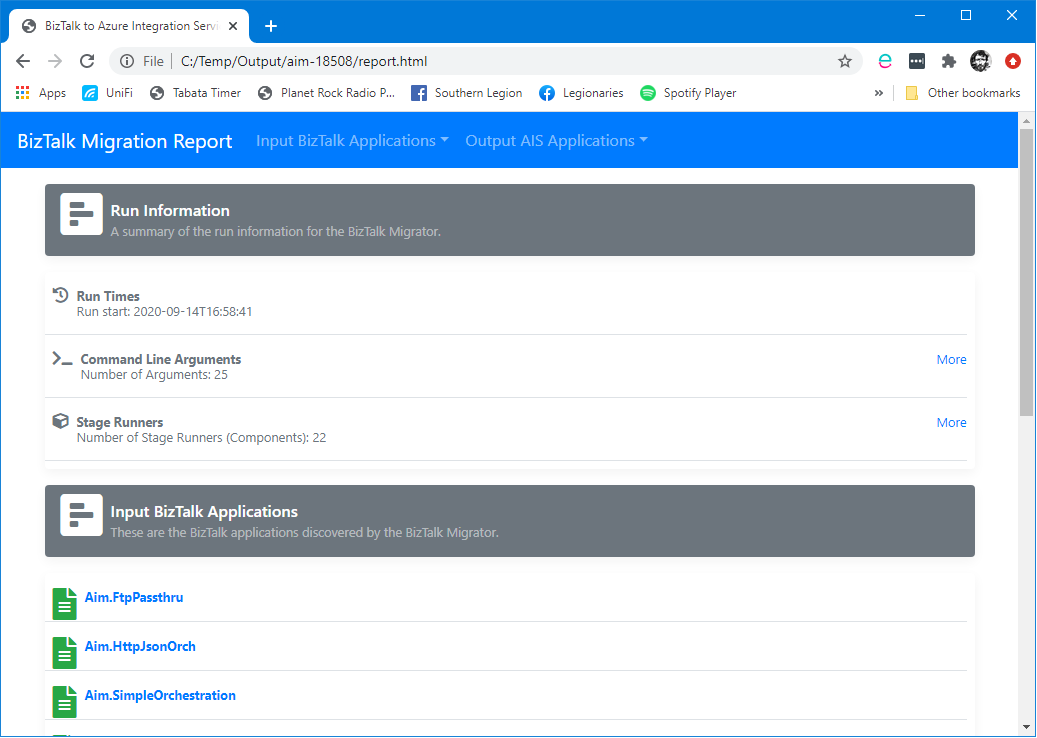 BizTalk to Azure Integration Servi
File C:/Temp/Output/aim-18508/report.html
Apps UniFi Tabata Timer Planet Rock Radio P... Southern Legion Legionaries Spotify Player » Other bookmarks
BizTalk Migration Report Input BizTalk Applications Output AIS Applications
Run Information
A summary of the run information for the BizTalk Migrator.
Run Times
Run start: 2020-09-14T16:58:41
Command Line Arguments More
Number of Arguments: 25
Stage Runners More
Number of Stage Runners (Components): 22
Input BizTalk Applications
These are the BizTalk applications discovered by the BizTalk Migrator.
Aim.FtpPassthru
Aim.HttpJsonOrch
Aim.SimpleOrchestration